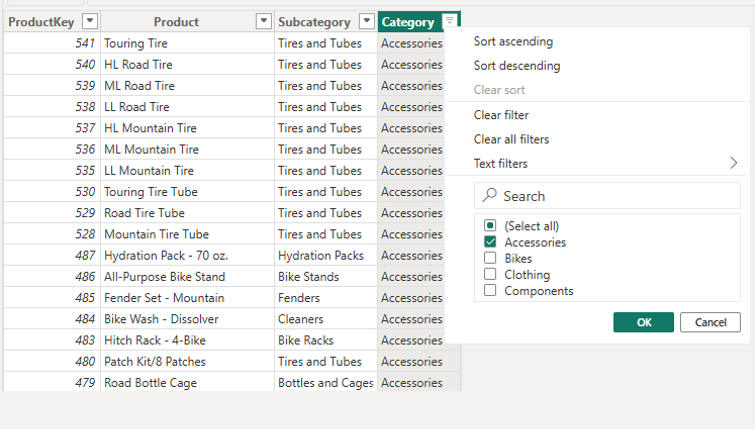 ProductKey Product Subcategory Category
541 Touring Tire Tires and Tubes Accessories
540 HL Road Tire Tires and Tubes Accessories
539 ML Road Tire Tires and Tubes Accessories
538 LL Road Tire Tires and Tubes Accessories
537 HL Mountain Tire Tires and Tubes Accessories
536 ML Mountain Tire Tires and Tubes Accessories
535 LL Mountain Tire Tires and Tubes Accessories
530 Touring Tire Tube Tires and Tubes Accessories
529 Road Tire Tube Tires and Tubes Accessories
528 Mountain Tire Tube Tires and Tubes Accessories
487 Hydration Pack - 70 oz. Hydration Packs Accessories
486 All-Purpose Bike Stand Bike Stands Accessories
485 Fender Set - Mountain Fenders Accessories
484 Bike Wash - Dissolver Cleaners Accessories
483 Hitch Rack - 4-Bike Bike Racks Accessories
480 Patch Kit/8 Patches Tires and Tubes Accessories
479 Road Bottle Cage Bottles and Cages Accessories
Sort ascending
Sort descending
Clear sort
Clear filter
Clear all filters
Text filters
Search
(Select all)
Accessories
Bikes
Clothing
Components
OK Cancel